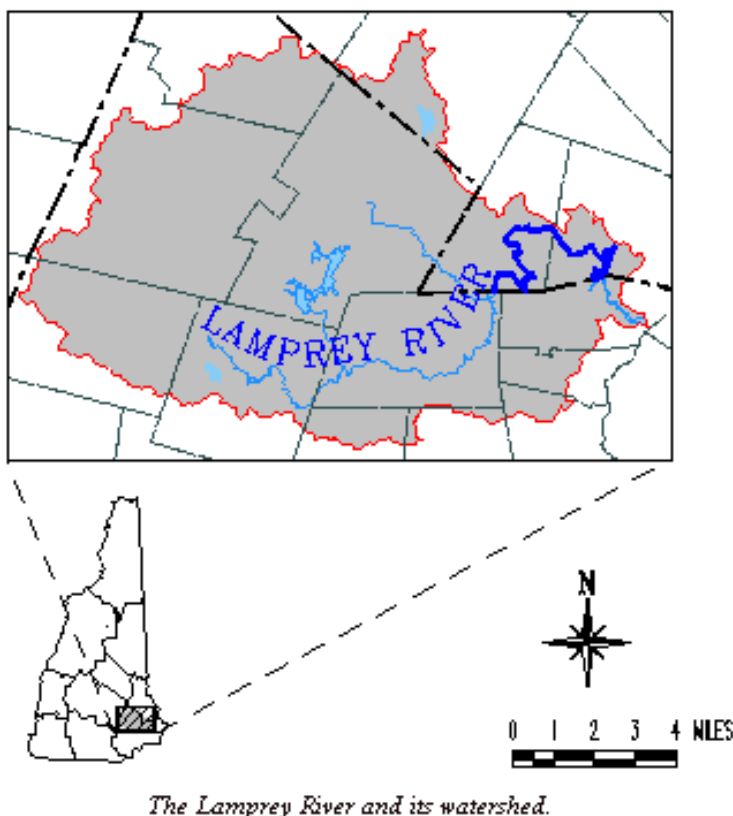 LAMPREY RIVER
N
0 1 2 3 4 MILES
The Lamprey River and its watershed.